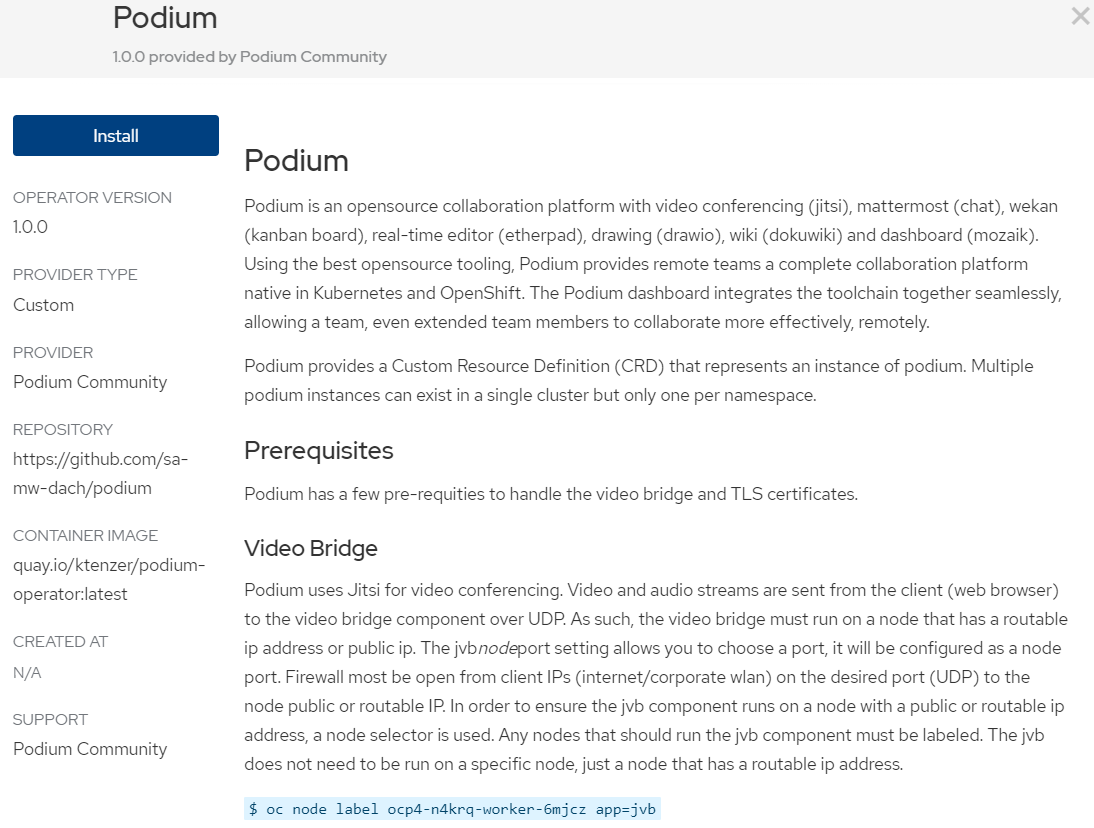 Podium
1.0.0 provided by Podium Community
Install
OPERATOR VERSION
1.0.0
PROVIDER TYPE
Custom
PROVIDER
Podium Community
REPOSITORY
https://github.com/sa-
mw-dach/podium
CONTAINER IMAGE
quay.io/ktenzer/podium-
operator:latest
CREATED AT
N/A
SUPPORT
Podium Community
Podium
Podium is an opensource collaboration platform with video conferencing (jitsi), mattermost (chat), wekan
(kanban board), real-time editor (etherpad), drawing (drawio), wiki (dokuwiki) and dashboard (mozaik).
Using the best opensource tooling, Podium provides remote teams a complete collaboration platform
native in Kubernetes and OpenShift. The Podium dashboard integrates the toolchain together seamlessly,
allowing a team, even extended team members to collaborate more effectively, remotely.
Podium provides a Custom Resource Definition (CRD) that represents an instance of podium. Multiple
podium instances can exist in a single cluster but only one per namespace.
Prerequisites
Podium has a few pre-requities to handle the video bridge and TLS certificates.
Video Bridge
Podium uses Jitsi for video conferencing. Video and audio streams are sent from the client (web browser)
to the video bridge component over UDP. As such, the video bridge must run on a node that has a routable
ip address or public ip. The jvbnodeport setting allows you to choose a port, it will be configured as a node
port. Firewall most be open from client IPs (internet/corporate wlan) on the desired port (UDP) to the
node public or routable IP. In order to ensure the jvb component runs on a node with a public or routable ip
address, a node selector is used. Any nodes that should run the jvb component must be labeled. The jvb
does not need to be run on a specific node, just a node that has a routable ip address.
$ oc node label ocp4-n4krq-worker-6mjcz app=jvb